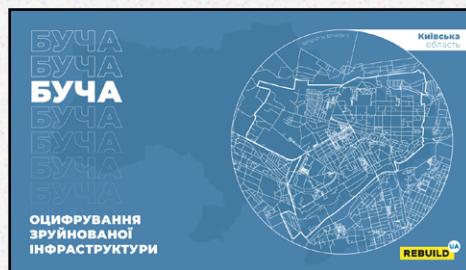 БУЧА
БУЧА
БУЧА
БУЧА
БУЧА
БУЧА
БУЧА
ОЦИФРУВАННЯ
ЗРУЙНОВАНОЇ
ІНФРАСТРУКТУРИ
Київська
область
REBUILD UA